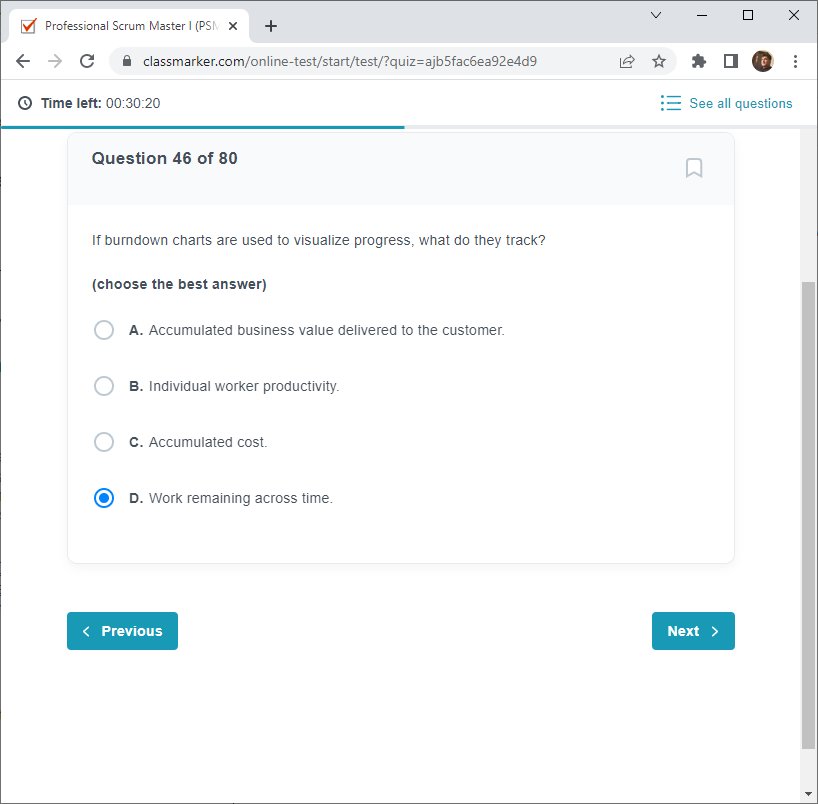 Professional Scrum Master I (PSM
classmarker.com/online-test/start/test/?quiz=ajb5fac6ea92e4d9
Time left: 00:30:20
See all questions
Question 46 of 80
If burndown charts are used to visualize progress, what do they track?
(choose the best answer)
A. Accumulated business value delivered to the customer.
B. Individual worker productivity.
C. Accumulated cost.
D. Work remaining across time.
Previous
Next